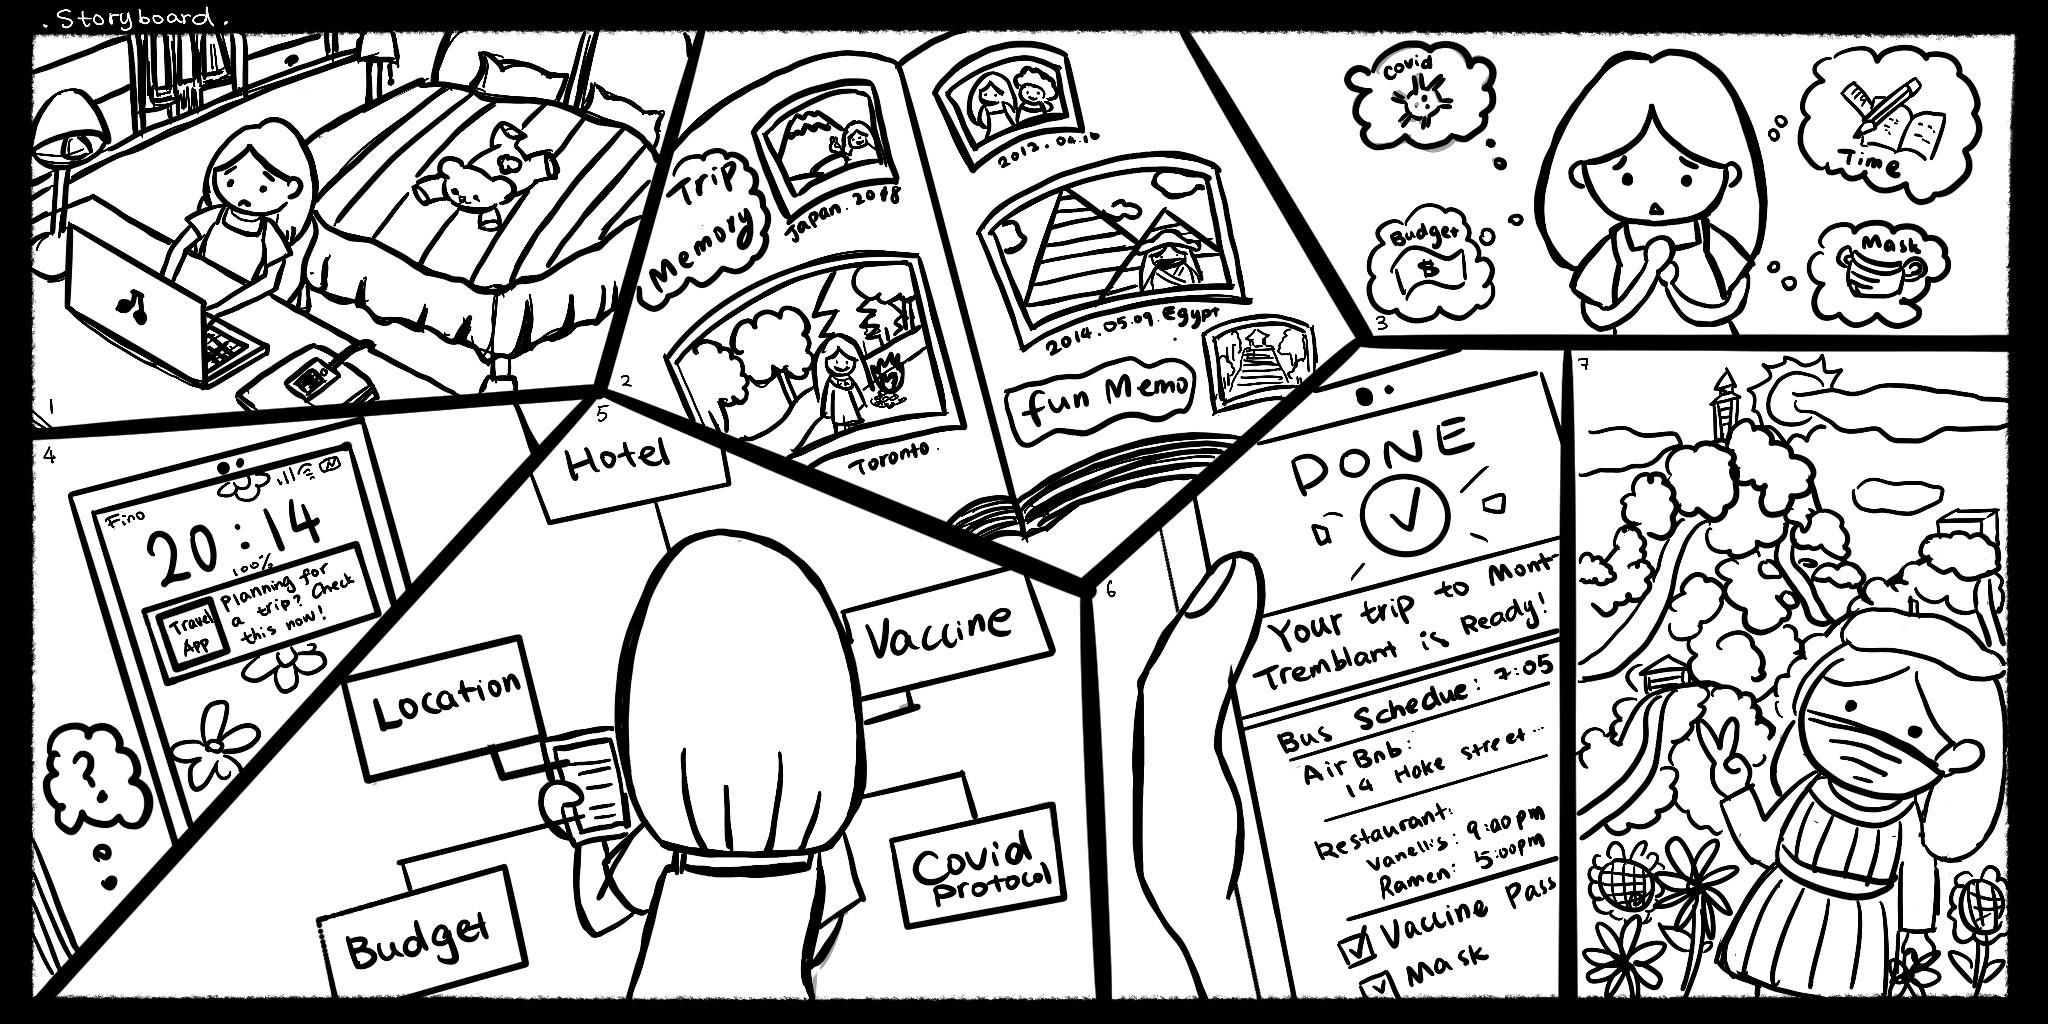 .Storyboard.
1
2
Trip
Memory
Japan. 2018
Toronto.
2013.04.16
2014.05.09. Egypt
fun Memo
3
Covid
Budget
$
Time
Mask
4
Fino
20:14
100%
Travel
App
Planning for
a trip? Check
this now!
?
5
Hotel
Location
Vaccine
Budget
Covid
Protocol
6
DONE
Your trip to Mont
Tremblant is Ready!
Bus Schedue: 7:05
Air Bnb:
14 Hoke street...
Restaurant:
Vanelli's: 9:00pm
Ramen: 5:00pm
Vaccine Pass
Mask
7